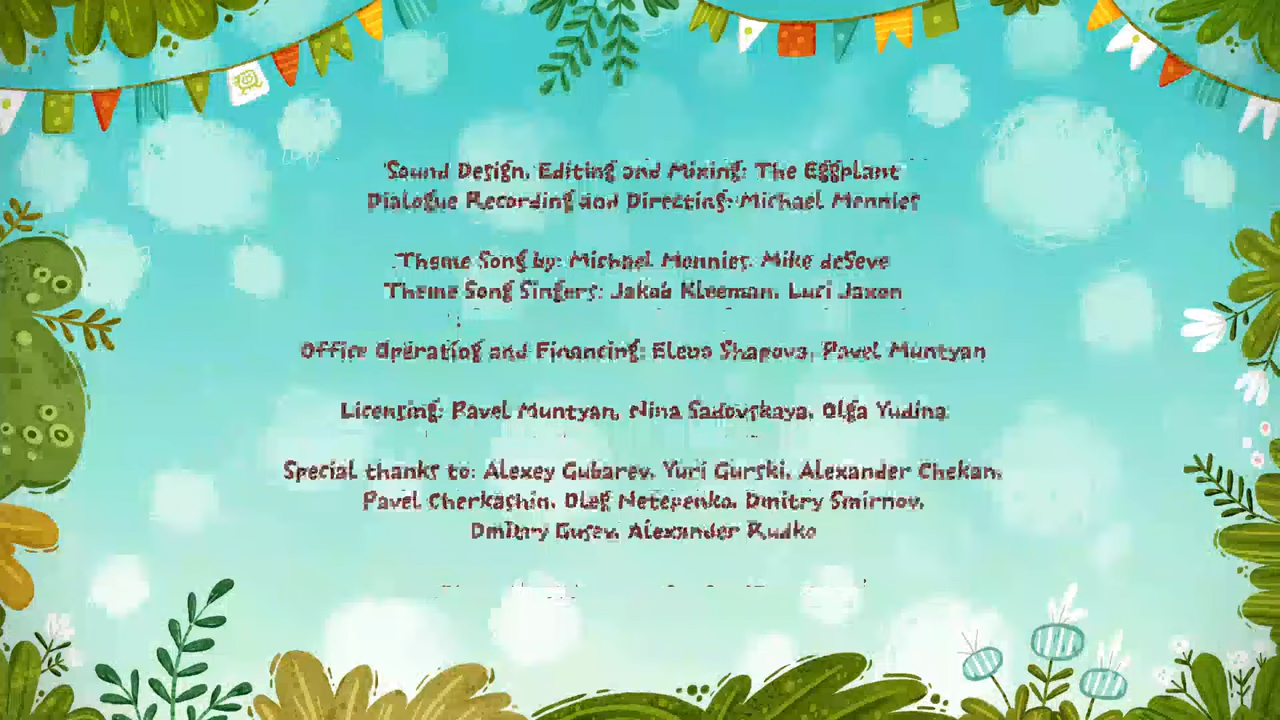 Sound Design, Editing and Mixing: The Eggplant
Dialogue Recording and Directing: Michael Mennies
Theme Song by: Michael Mennies, Mike deSeve
Theme Song Singers: Jakob Kleeman, Luci Jaxon
Office Operating and Financing: Elena Shapova, Pavel Muntyan
Licensing: Pavel Muntyan, Nina Sadovskaya, Olga Yudina
Special thanks to: Alexey Gubarev, Yuri Gurski, Alexander Chekan,
Pavel Cherkashin, Oleg Netepenko, Dmitry Smirnov,
Dmitry Gusev, Alexander Rudko